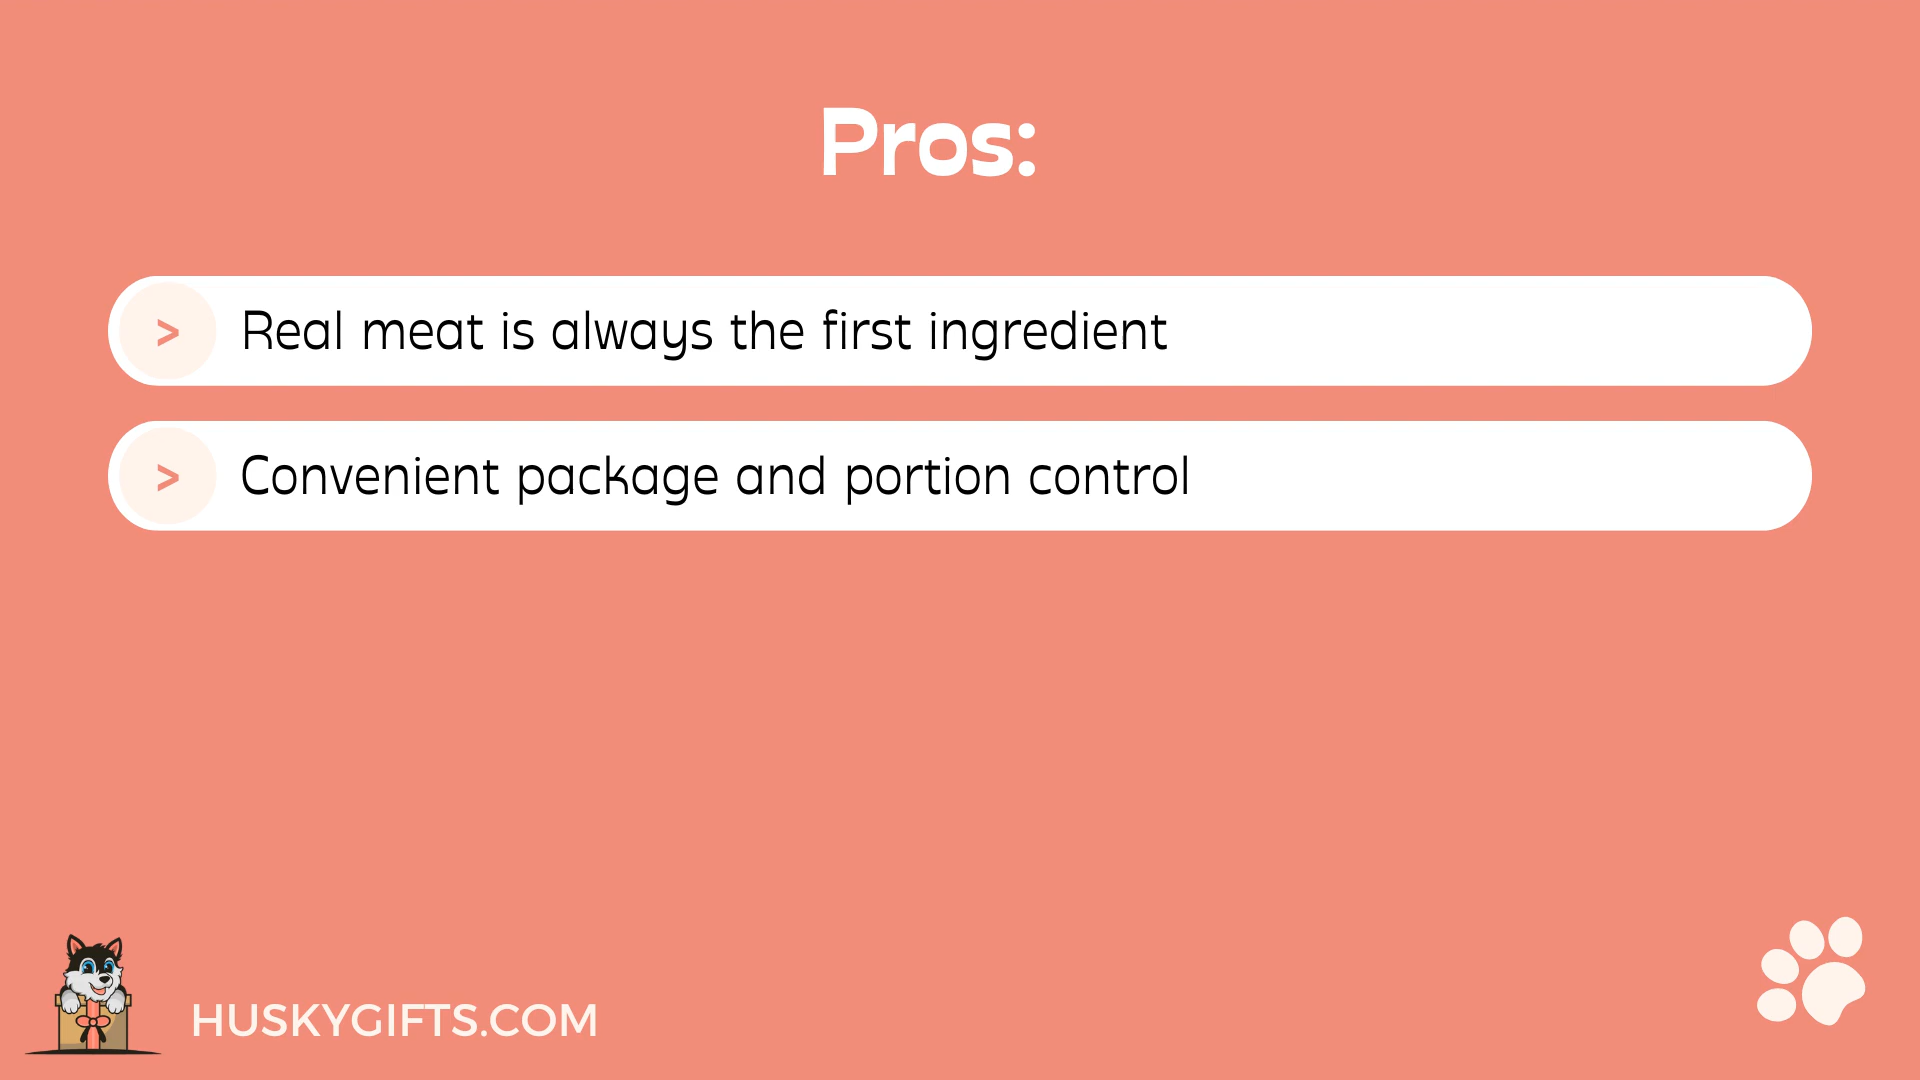 Pros:
> Real meat is always the first ingredient
> Convenient package and portion control
HUSKYGIFTS.COM